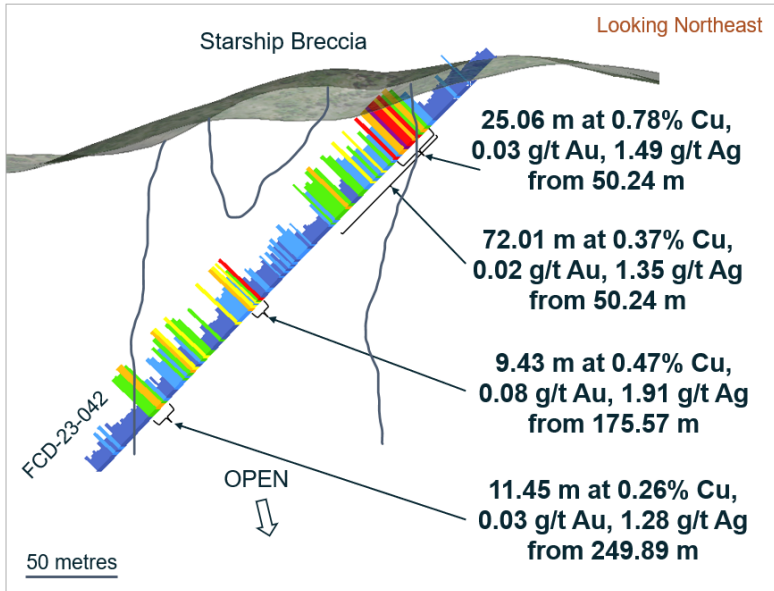 Looking Northeast
Starship Breccia
25.06 m at 0.78% Cu,
0.03 g/t Au, 1.49 g/t Ag
from 50.24 m
72.01 m at 0.37% Cu,
0.02 g/t Au, 1.35 g/t Ag
from 50.24 m
9.43 m at 0.47% Cu,
0.08 g/t Au, 1.91 g/t Ag
from 175.57 m
FCD-23-042
OPEN
11.45 m at 0.26% Cu,
0.03 g/t Au, 1.28 g/t Ag
from 249.89 m
50 metres